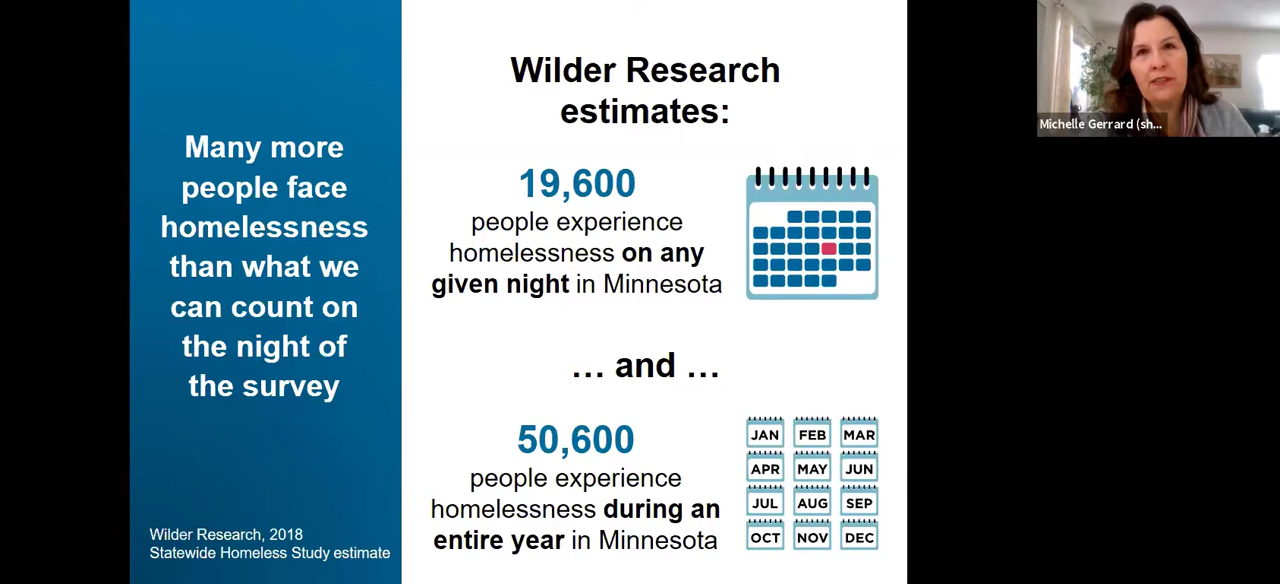 Many more
people face
homelessness
than what we
can count on
the night of
the survey
Wilder Research, 2018
Statewide Homeless Study estimate
Wilder Research
estimates:
19,600
people experience
homelessness on any
given night in Minnesota
... and ...
50,600
people experience
homelessness during an
entire year in Minnesota
JAN FEB MAR
APR MAY JUN
JUL AUG SEP
OCT NOV DEC
Michelle Gerrard (sh...